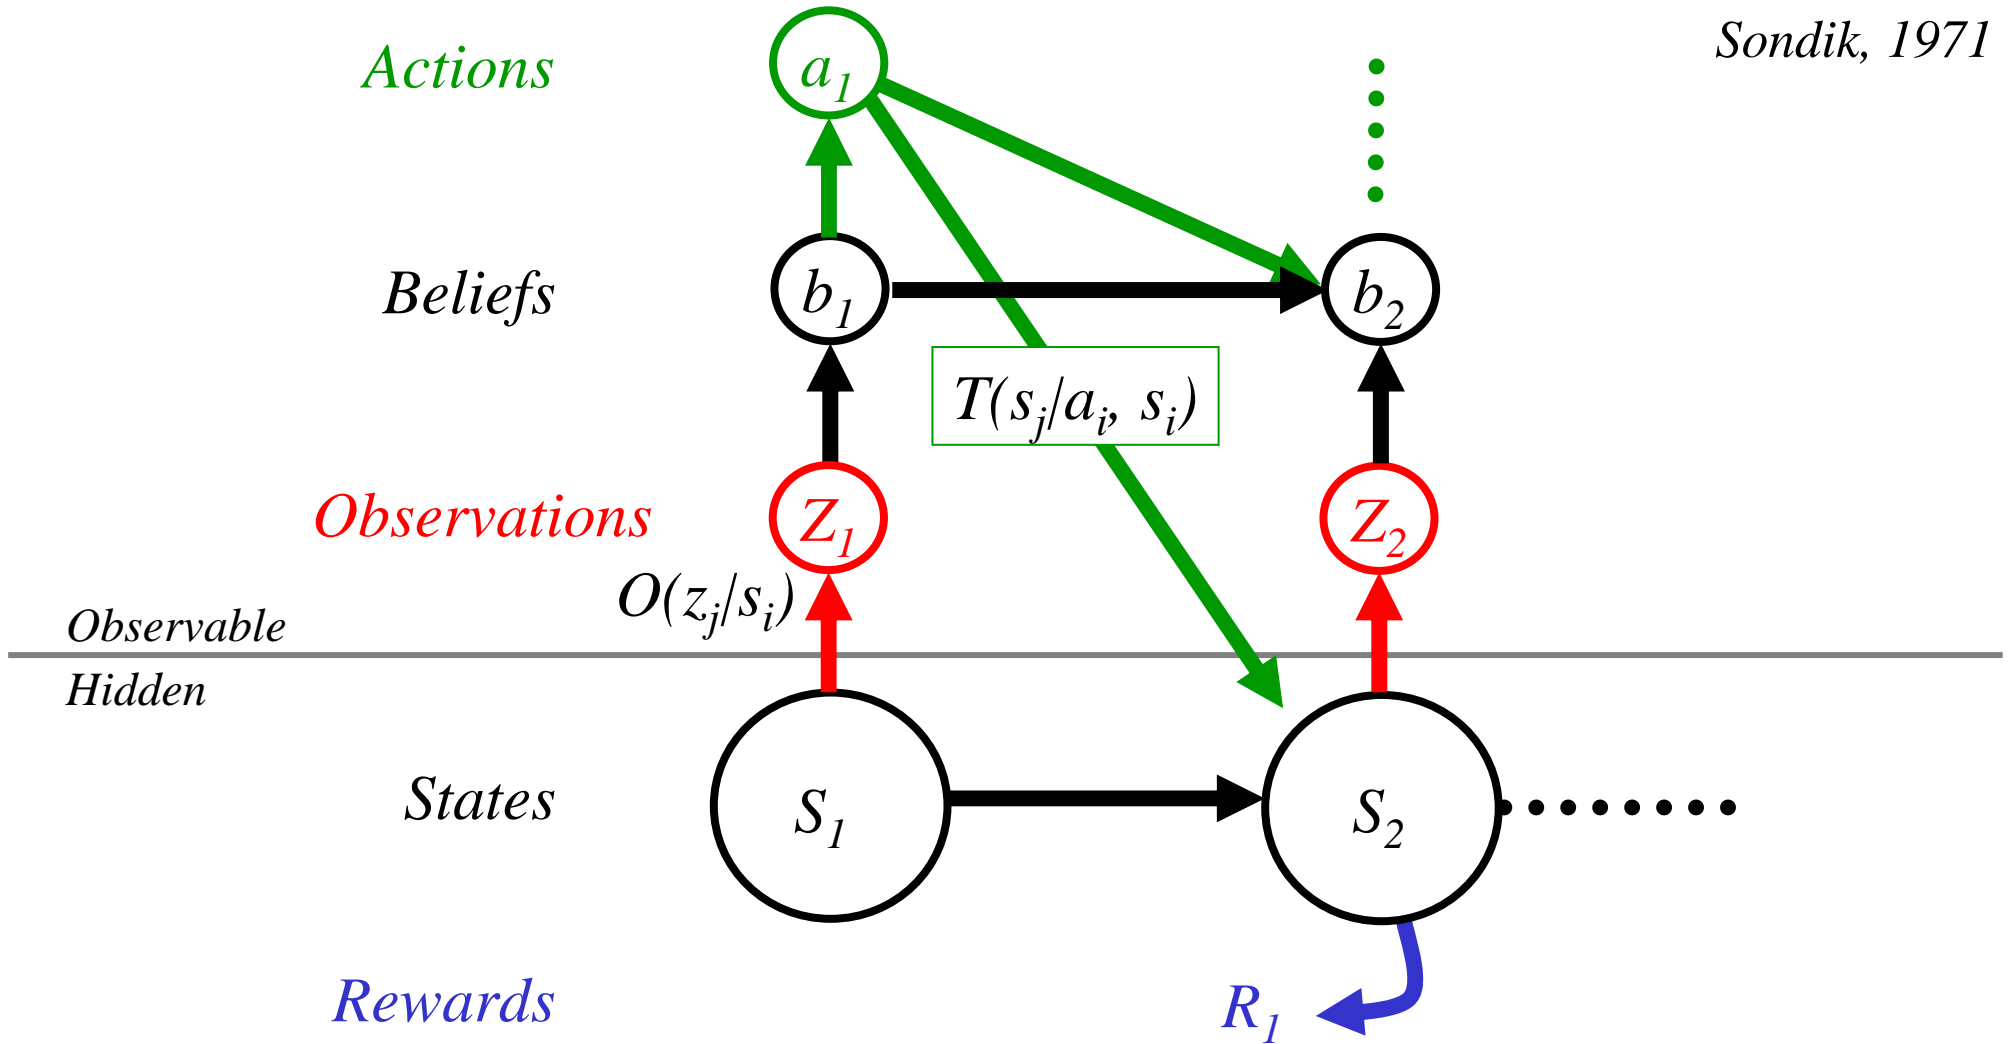 Sondik, 1971
Actions
a1
Beliefs
b1
b2
T(sj/ai, si)
Observations
Z1
Z2
O(zj/si)
Observable
Hidden
States
S1
S2
Rewards
R1